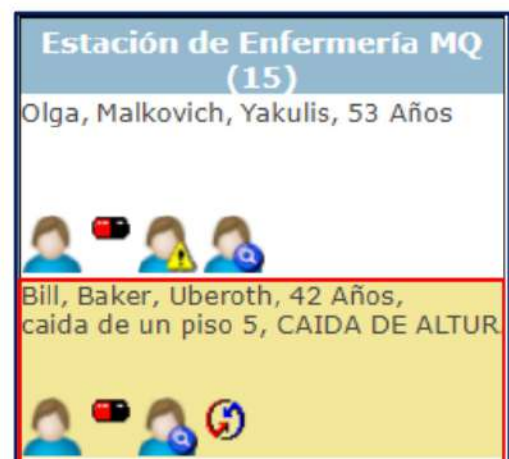 Estación de Enfermería MQ
(15)
Olga, Malkovich, Yakulis, 53 Años
Bill, Baker, Uberoth, 42 Años,
caida de un piso 5, CAIDA DE ALTUR